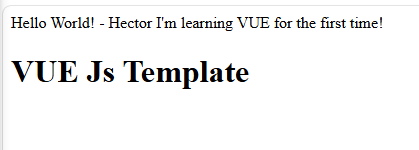 Hello World! - Hector I'm learning VUE for the first time!
VUE Js Template